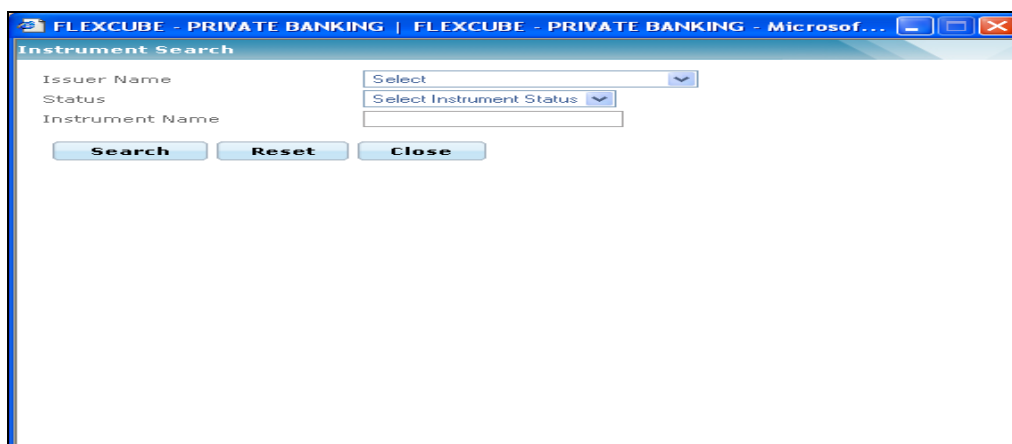 FLEXCUBE - PRIVATE BANKING | FLEXCUBE - PRIVATE BANKING - Microsof...
Instrument Search
Issuer Name Select
Status Select Instrument Status
Instrument Name
Search Reset Close